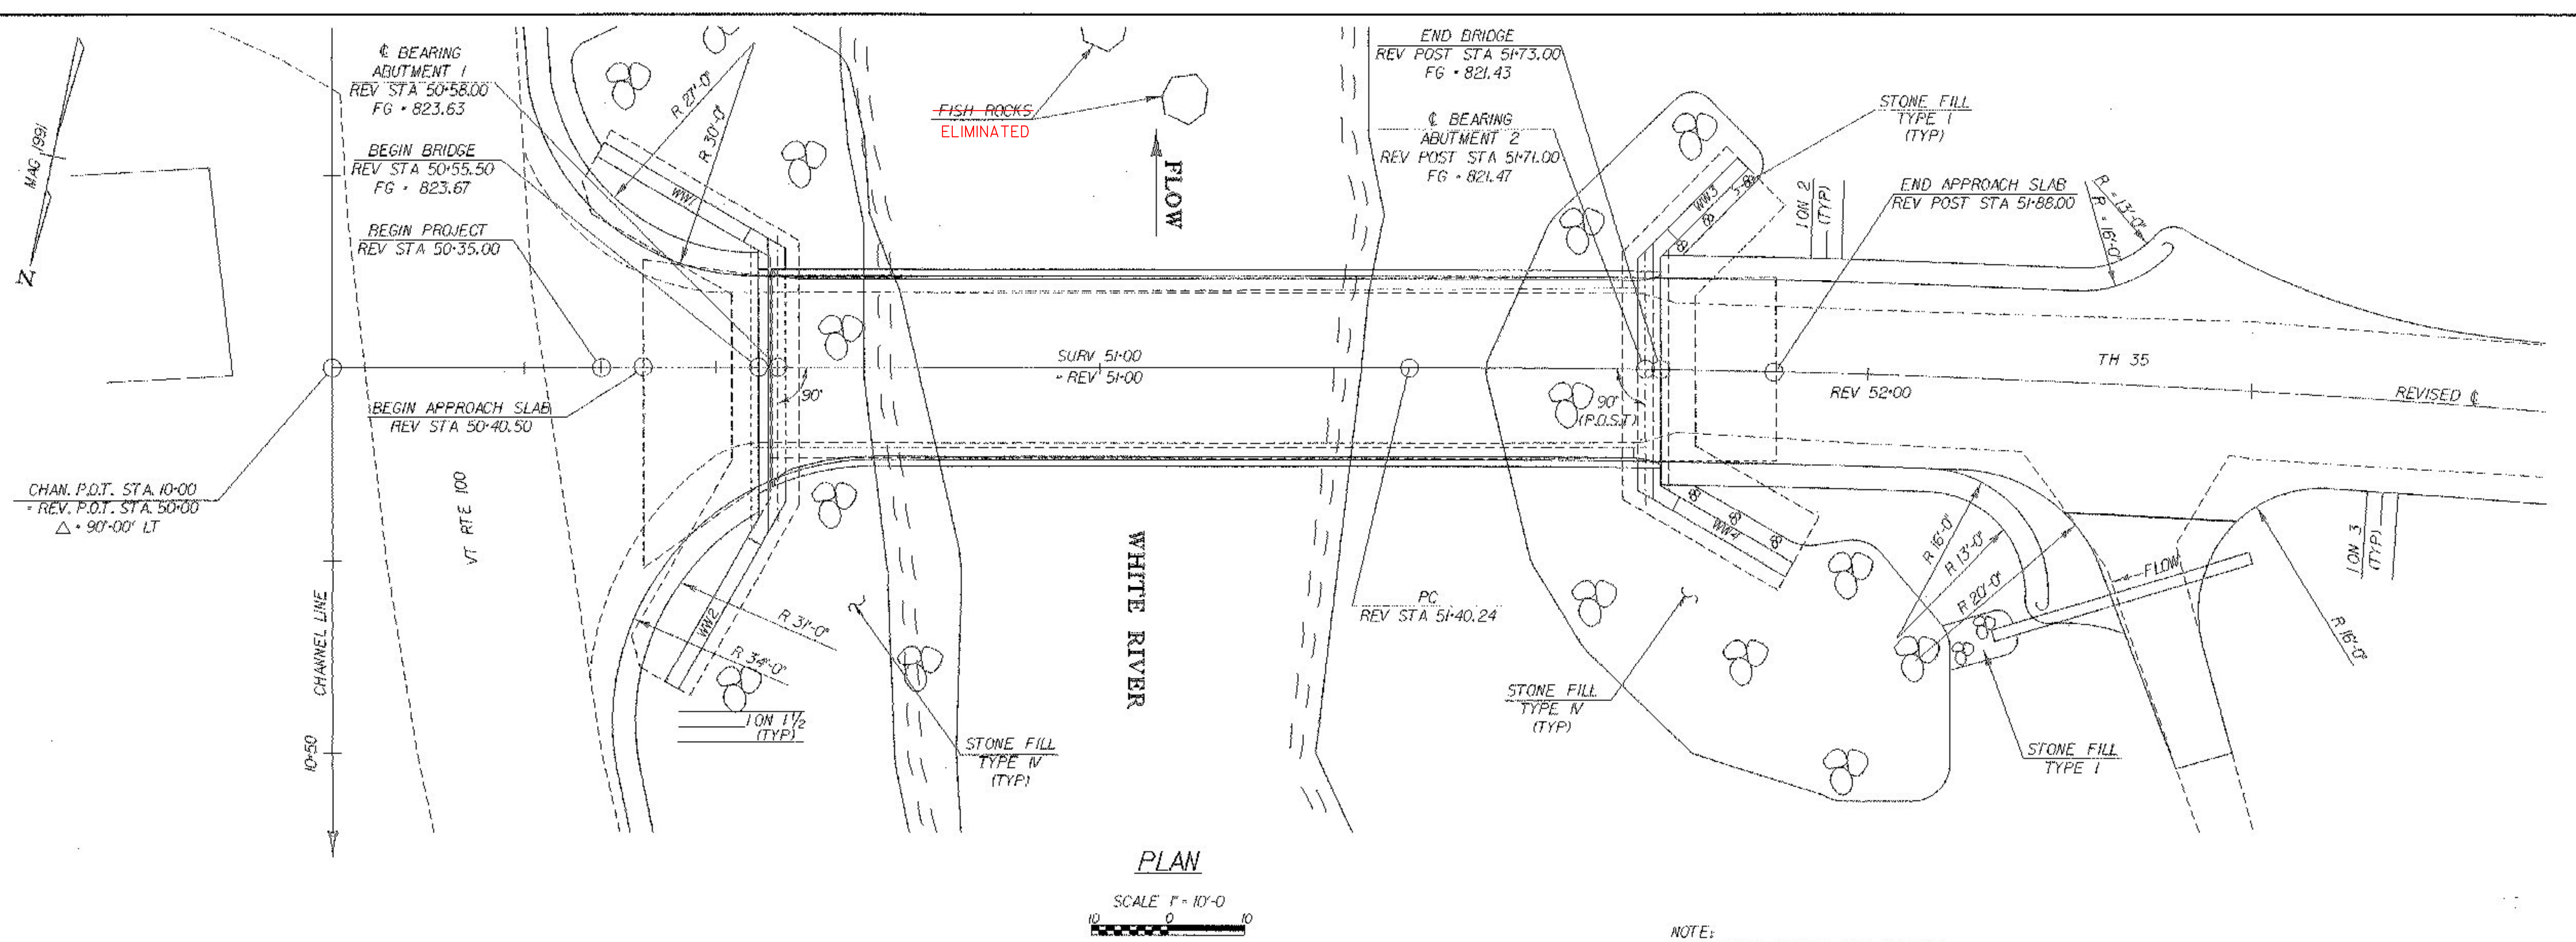 MAG 1991
N
℄ BEARING
ABUTMENT 1
REV STA 50+58.00
FG = 823.63
BEGIN BRIDGE
REV STA 50+55.50
FG = 823.67
BEGIN PROJECT
REV STA 50+35.00
BEGIN APPROACH SLAB
REV STA 50+40.50
CHAN. P.O.T. STA. 10+00
= REV. P.O.T. STA. 50+00
△ = 90°-00' LT
VT RTE 100
CHANNEL LINE
10+50
R 27'-0"
R 30'-0"
WW1
90°
WW2
R 31'-0"
R 34'-0"
1 ON 1 1/2
(TYP)
STONE FILL
TYPE IV
(TYP)
FISH ROCKS
ELIMINATED
FLOW
SURV 51+00
= REV 51+00
WHITE RIVER
PC
REV STA 51+40.24
END BRIDGE
REV POST STA 51+73.00
FG = 821.43
℄ BEARING
ABUTMENT 2
REV POST STA 51+71.00
FG = 821.47
90°
(P.O.S.T)
WW3
WW4
STONE FILL
TYPE I
(TYP)
1 ON 2
(TYP)
END APPROACH SLAB
REV POST STA 51+88.00
R = 13'-0"
R = 16'-0"
TH 35
REV 52+00
REVISED ℄
R 16'-0"
R 13'-0"
R 20'-0"
FLOW
1 ON 3
(TYP)
R 16'-0"
STONE FILL
TYPE IV
(TYP)
STONE FILL
TYPE I
PLAN
SCALE 1" = 10'-0
10 0 10
NOTE: